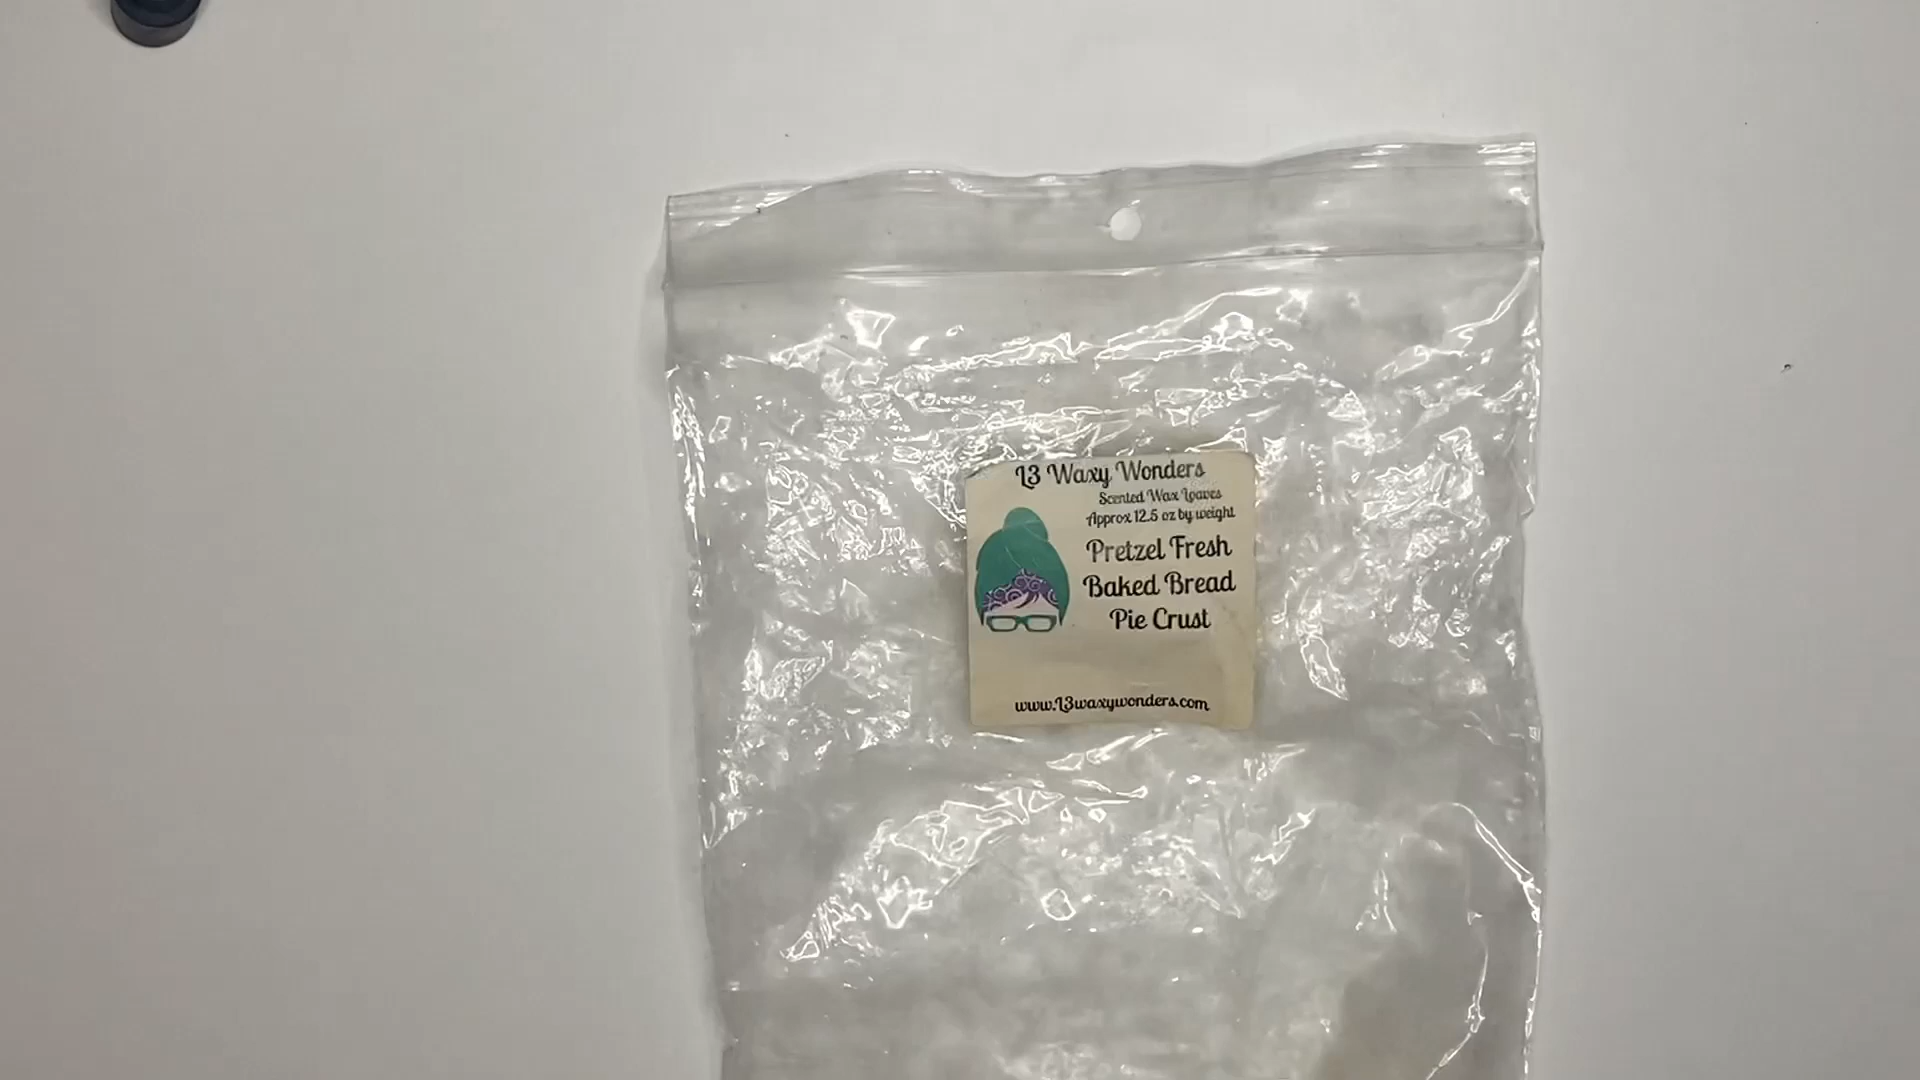 L3 Waxy Wonders
Scented Wax Loaves
Approx 12.5 oz by weight
Pretzel Fresh
Baked Bread
Pie Crust
www.L3waxywonders.com